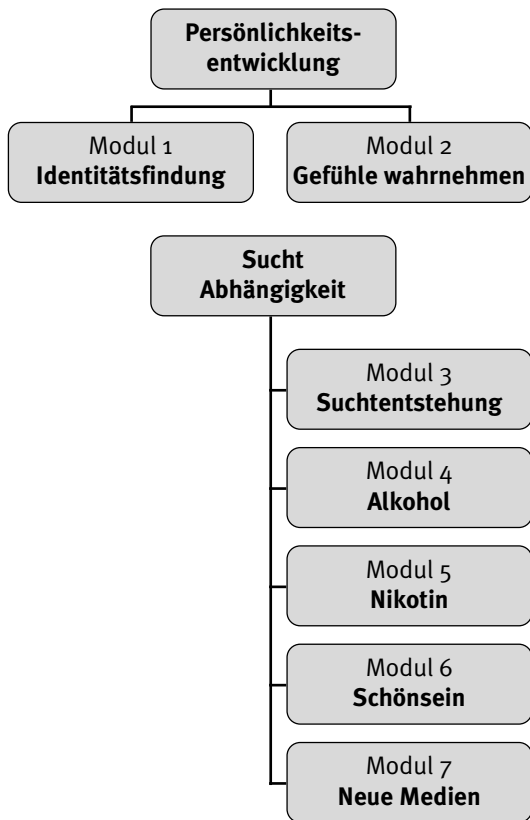 Persönlichkeits-
entwicklung
Modul 1
Identitätsfindung
Modul 2
Gefühle wahrnehmen
Sucht
Abhängigkeit
Modul 3
Suchtentstehung
Modul 4
Alkohol
Modul 5
Nikotin
Modul 6
Schönsein
Modul 7
Neue Medien